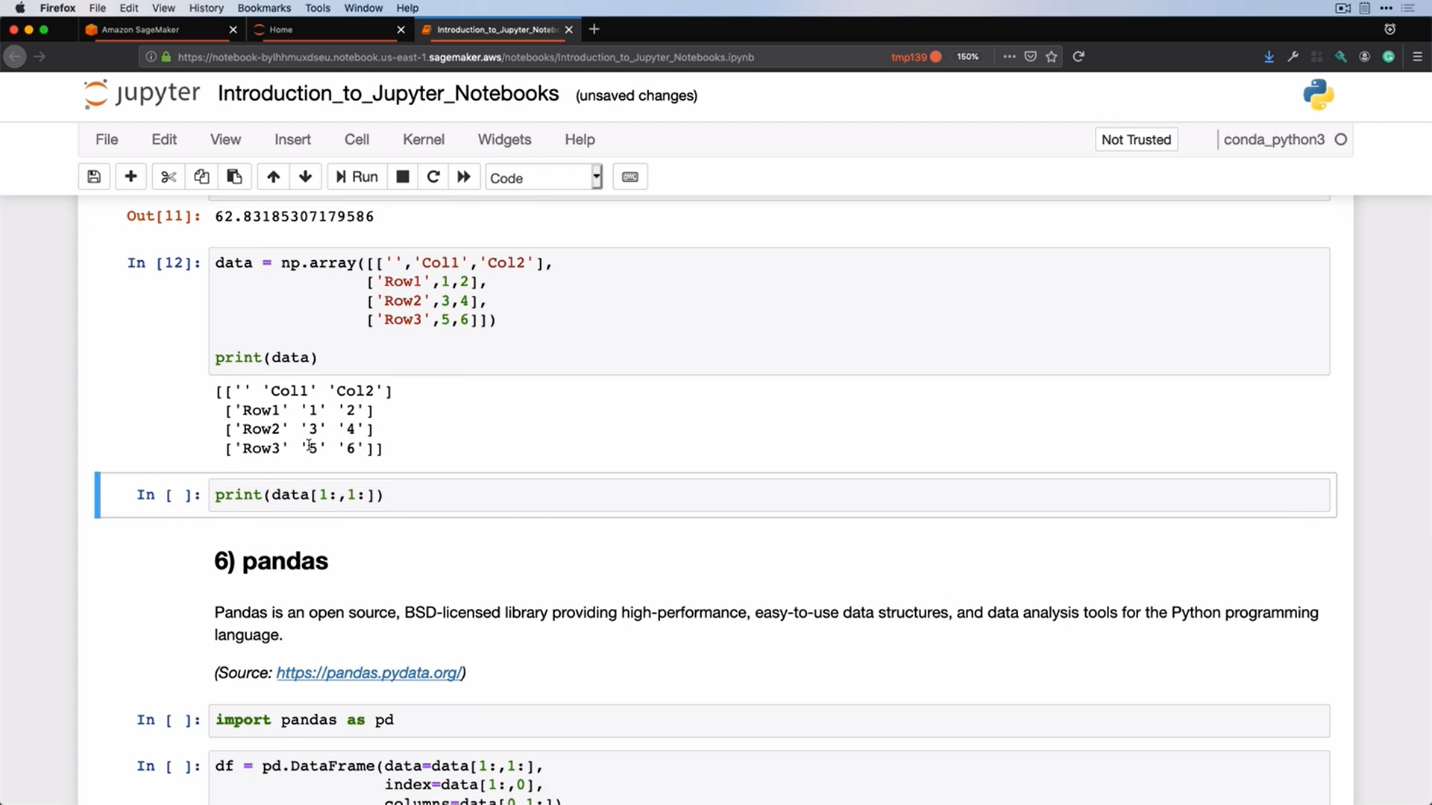 Firefox File Edit View History Bookmarks Tools Window Help
Amazon SageMaker
Home
Introduction_to_Jupyter_Noteb
https://notebook-bylhhmuxdseu.notebook.us-east-1.sagemaker.aws/notebooks/Introduction_to_Jupyter_Notebooks.ipynb
tmp139
150%
jupyter Introduction_to_Jupyter_Notebooks (unsaved changes)
File Edit View Insert Cell Kernel Widgets Help
Not Trusted
conda_python3
Run
Code
Out[11]: 62.83185307179586
In [12]: data = np.array([['','Col1','Col2'],
['Row1',1,2],
['Row2',3,4],
['Row3',5,6]])
print(data)
[['' 'Col1' 'Col2']
['Row1' '1' '2']
['Row2' '3' '4']
['Row3' '5' '6']]
In [ ]: print(data[1:,1:])
6) pandas
Pandas is an open source, BSD-licensed library providing high-performance, easy-to-use data structures, and data analysis tools for the Python programming
language.
(Source: https://pandas.pydata.org/)
In [ ]: import pandas as pd
In [ ]: df = pd.DataFrame(data=data[1:,1:],
index=data[1:,0],
columns=data[0,1:])